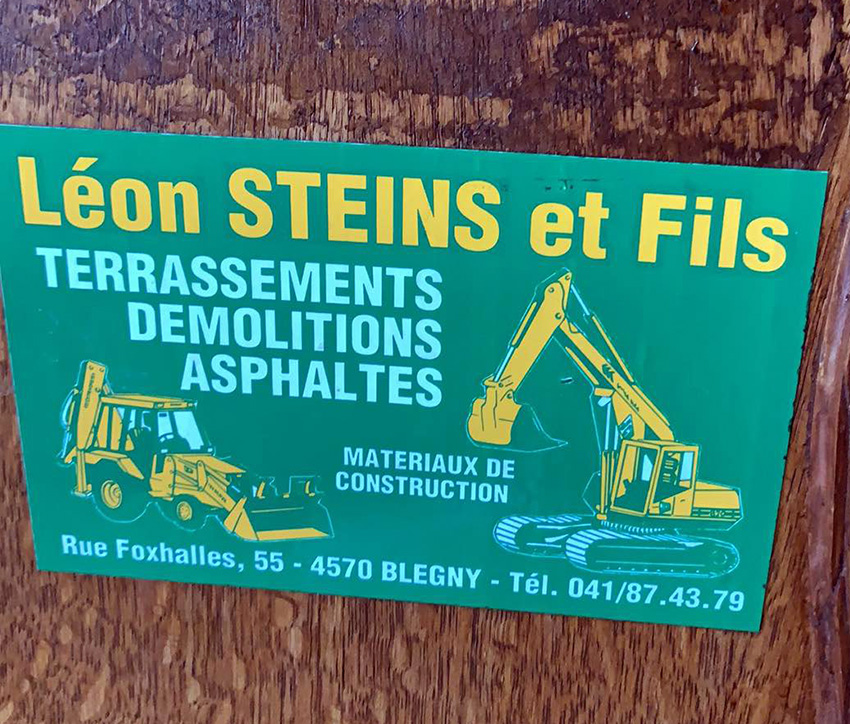 Léon STEINS et Fils
TERRASSEMENTS
DEMOLITIONS
ASPHALTES
MATERIAUX DE
CONSTRUCTION
Rue Foxhalles, 55 - 4570 BLEGNY - Tél. 041/87.43.79